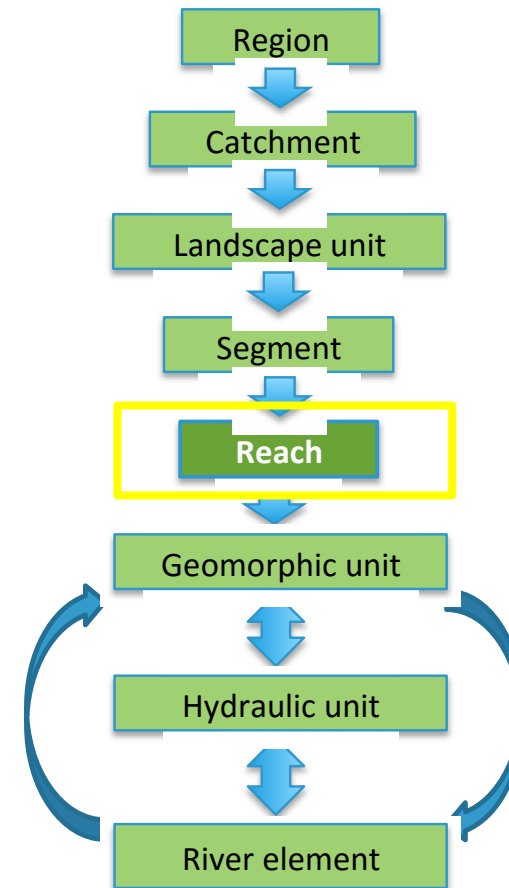 Region
Catchment
Landscape unit
Segment
Reach
Geomorphic unit
Hydraulic unit
River element